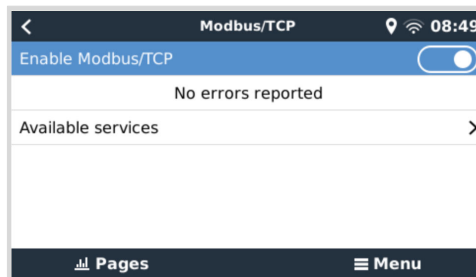 Modbus/TCP 08:49
Enable Modbus/TCP
No errors reported
Available services
Pages Menu